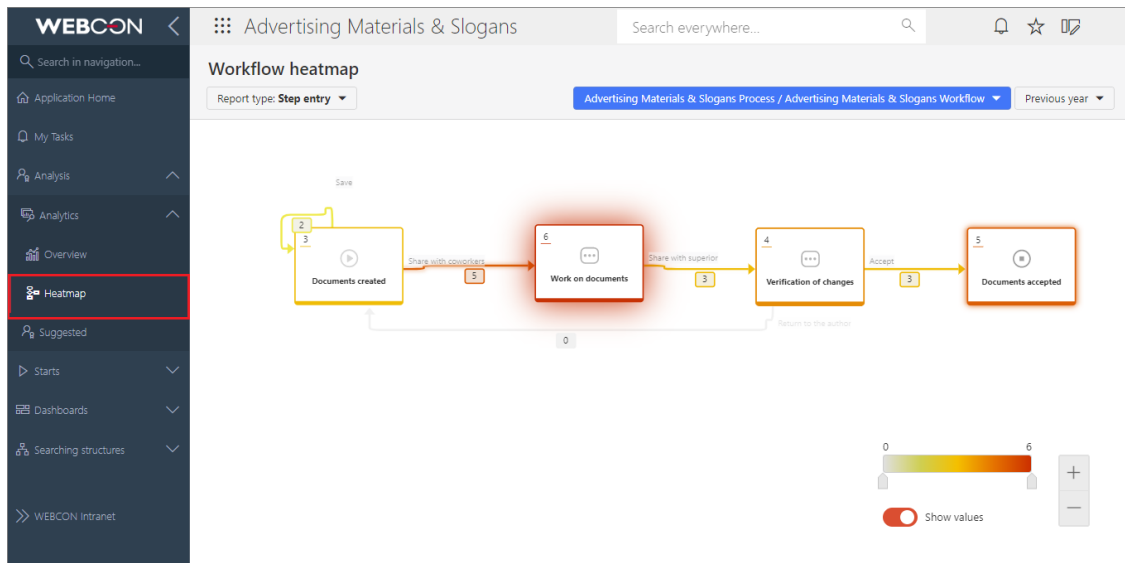 WEBCON
Advertising Materials & Slogans
Search everywhere...
Search in navigation...
Application Home
My Tasks
Analysis
Analytics
Overview
Heatmap
Suggested
Starts
Dashboards
Searching structures
WEBCON Intranet
Workflow heatmap
Report type: Step entry
Advertising Materials & Slogans Process / Advertising Materials & Slogans Workflow
Previous year
Save
2
3
Documents created
Share with coworkers
5
6
Work on documents
Share with superior
3
4
Verification of changes
Accept
3
5
Documents accepted
Return to the author
0
0 6
Show values